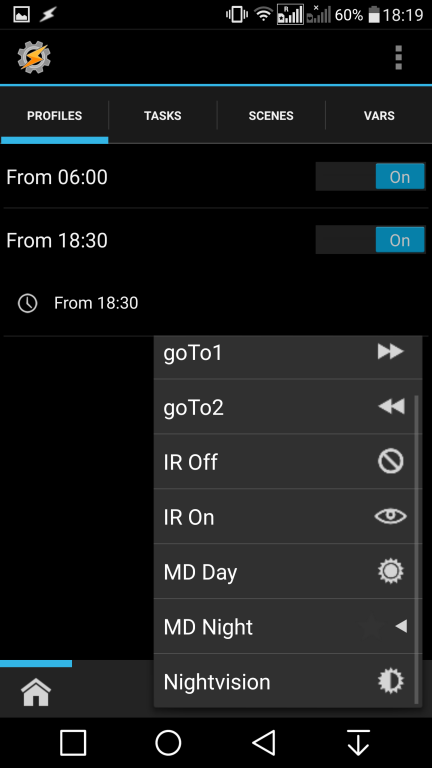 R
60% 18:19
PROFILES TASKS SCENES VARS
From 06:00 On
From 18:30 On
From 18:30
goTo1
goTo2
IR Off
IR On
MD Day
MD Night
Nightvision